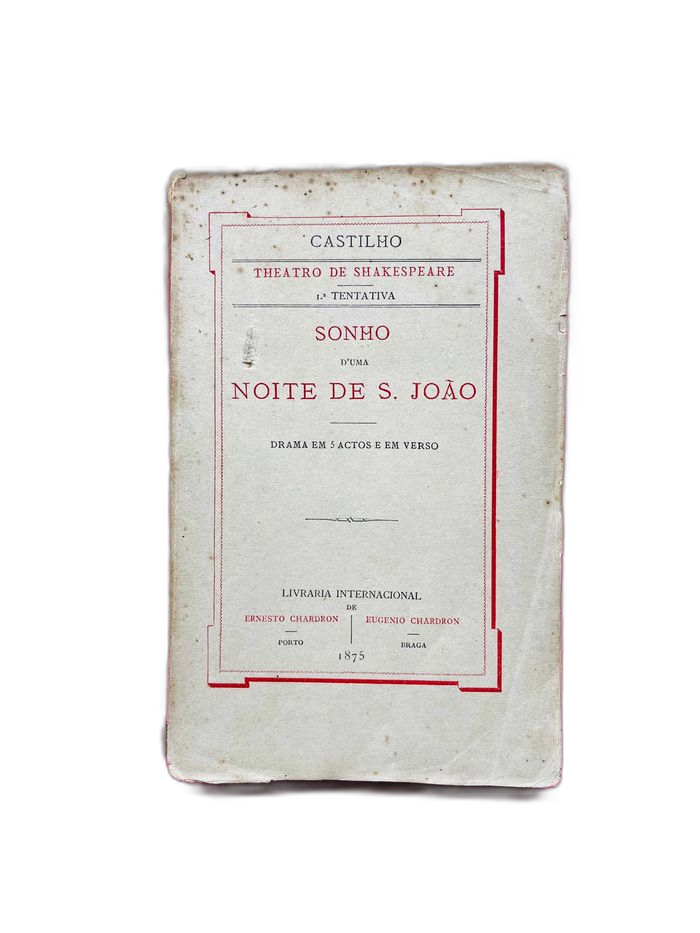 CASTILHO
THEATRO DE SHAKESPEARE
1.ª TENTATIVA
SONHO
D'UMA
NOITE DE S. JOÃO
DRAMA EM 5 ACTOS E EM VERSO
LIVRARIA INTERNACIONAL
DE
ERNESTO CHARDRON
PORTO
EUGENIO CHARDRON
BRAGA
1875